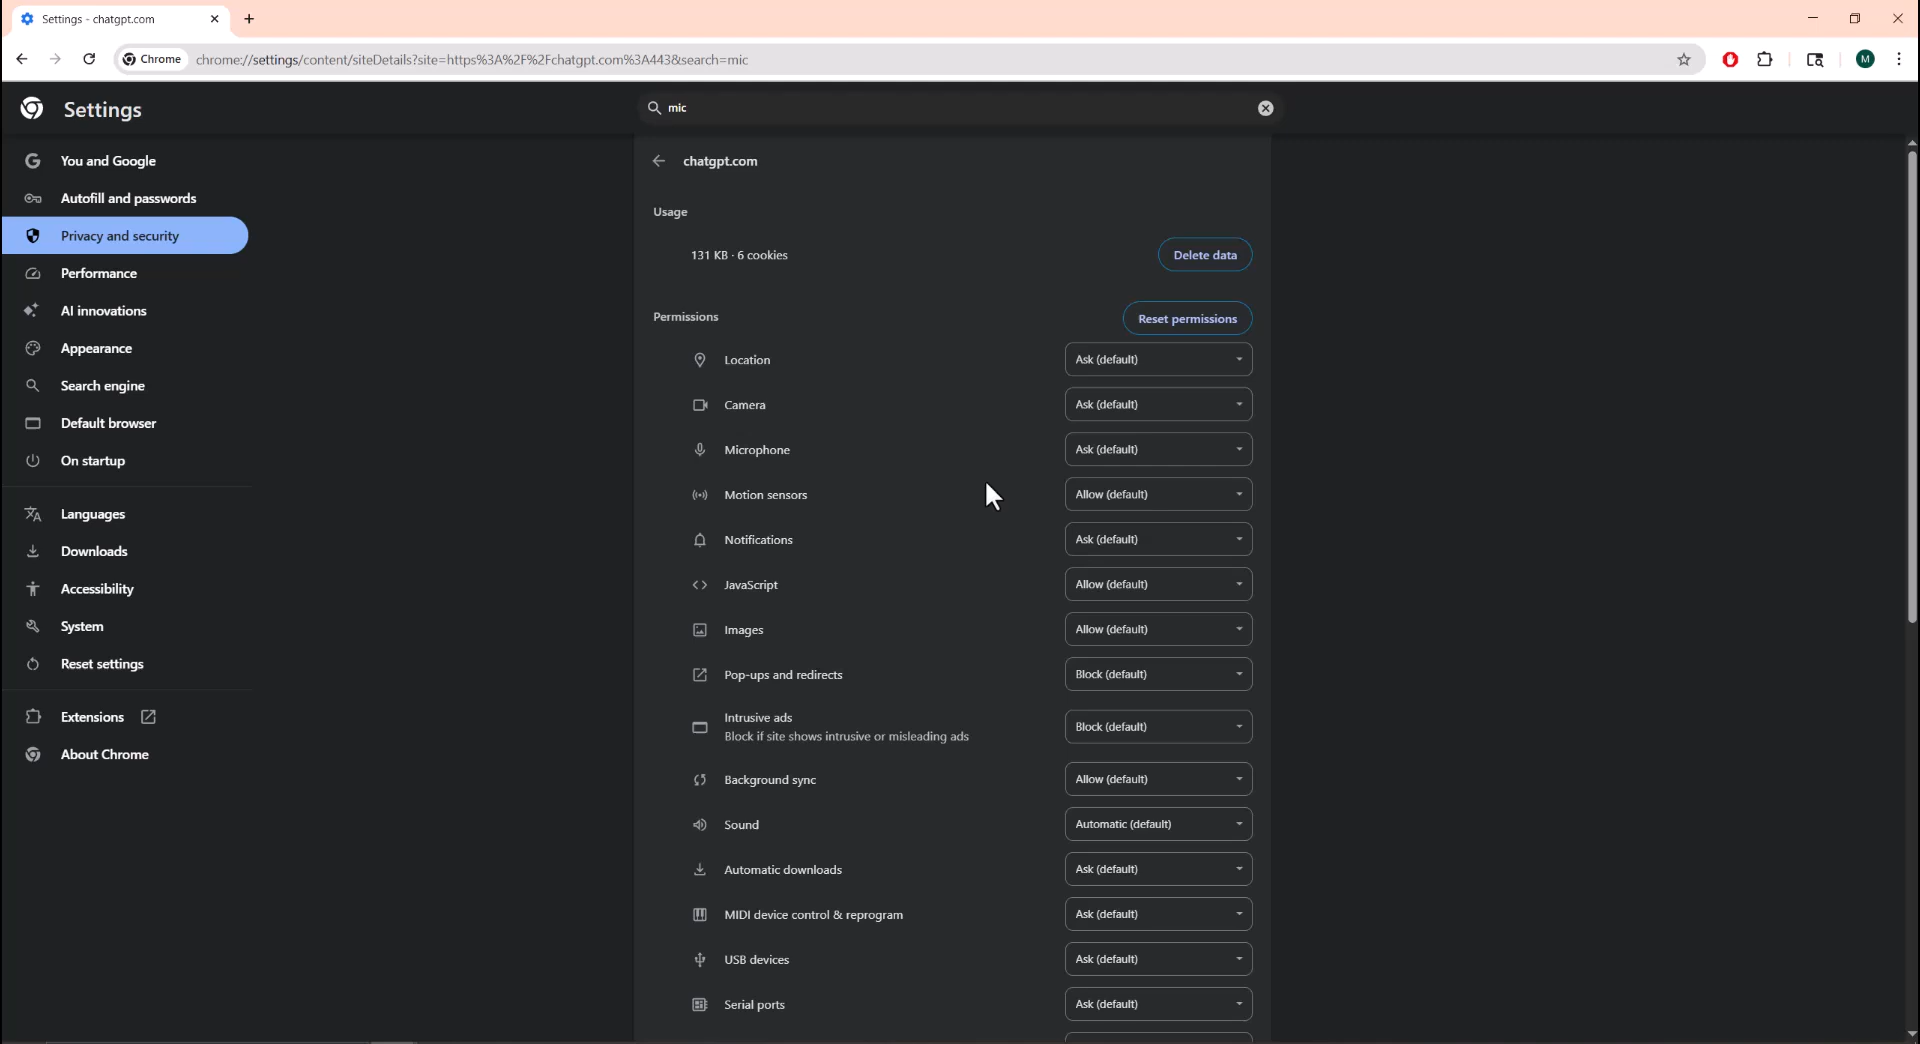 Settings - chatgpt.com
Chrome
chrome://settings/content/siteDetails?site=https%3A%2F%2Fchatgpt.com%3A443&search=mic
M
Settings
mic
You and Google
Autofill and passwords
Privacy and security
Performance
AI innovations
Appearance
Search engine
Default browser
On startup
Languages
Downloads
Accessibility
System
Reset settings
Extensions
About Chrome
chatgpt.com
Usage
131 KB · 6 cookies
Delete data
Permissions
Reset permissions
Location
Ask (default)
Camera
Ask (default)
Microphone
Ask (default)
Motion sensors
Allow (default)
Notifications
Ask (default)
JavaScript
Allow (default)
Images
Allow (default)
Pop-ups and redirects
Block (default)
Intrusive ads
Block if site shows intrusive or misleading ads
Block (default)
Background sync
Allow (default)
Sound
Automatic (default)
Automatic downloads
Ask (default)
MIDI device control & reprogram
Ask (default)
USB devices
Ask (default)
Serial ports
Ask (default)